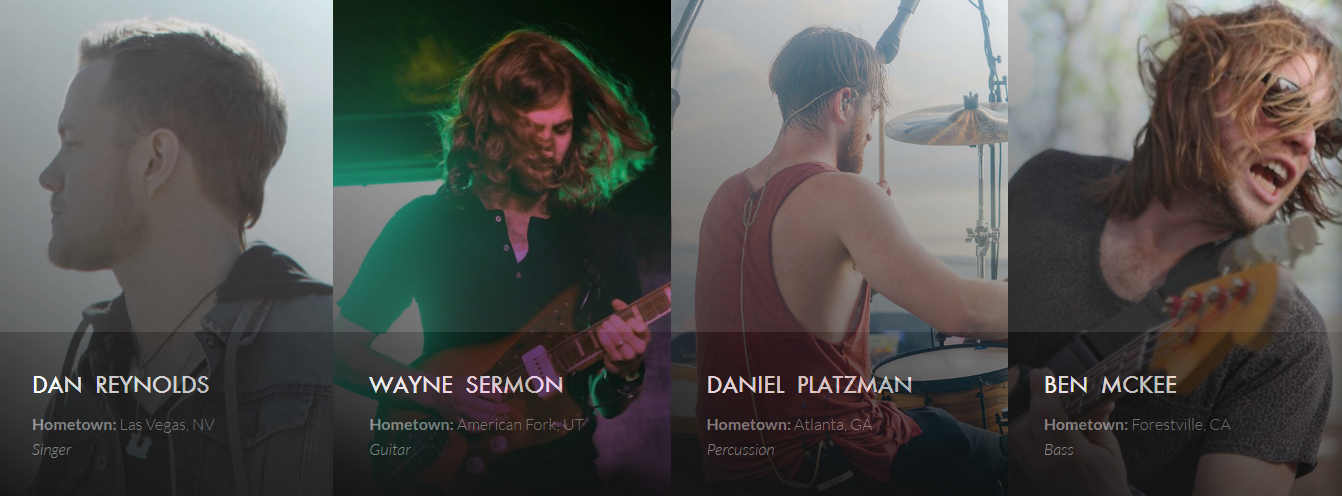 DAN REYNOLDS
Hometown: Las Vegas, NV
Singer
WAYNE SERMON
Hometown: American Fork, UT
Guitar
DANIEL PLATZMAN
Hometown: Atlanta, GA
Percussion
BEN MCKEE
Hometown: Forestville, CA
Bass